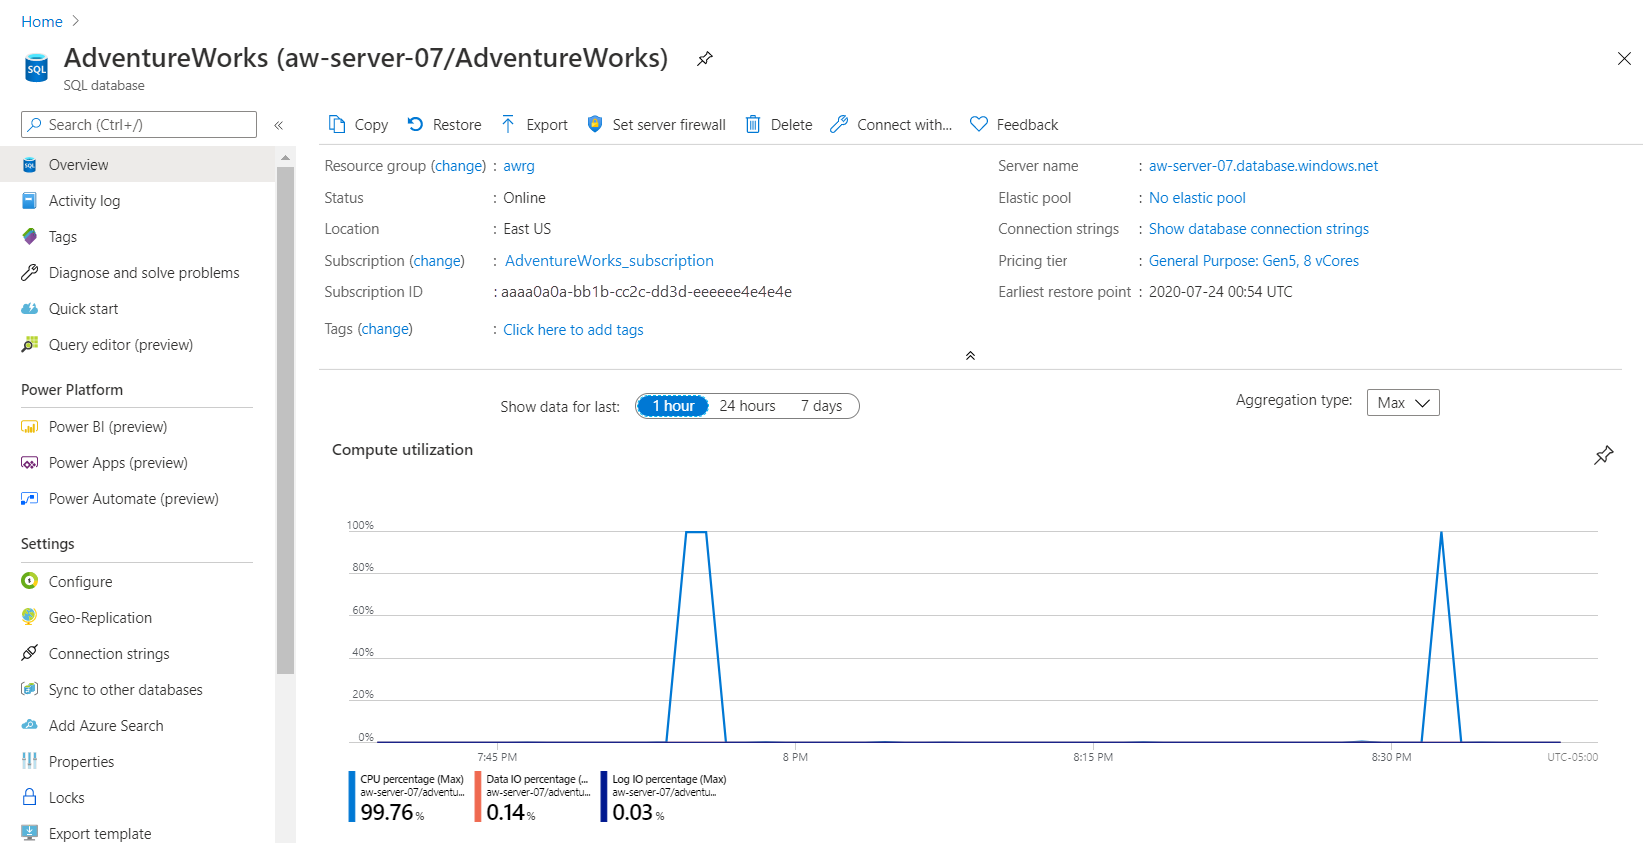 Home
AdventureWorks (aw-server-07/AdventureWorks)
SQL
SQL database
Search (Ctrl+/)
«
Overview
Activity log
Tags
Diagnose and solve problems
Quick start
Query editor (preview)
Power Platform
Power BI (preview)
Power Apps (preview)
Power Automate (preview)
Settings
Configure
Geo-Replication
Connection strings
Sync to other databases
Add Azure Search
Properties
Locks
Export template
Copy Restore Export Set server firewall Delete Connect with... Feedback
Resource group (change) : awrg
Status : Online
Location : East US
Subscription (change) : AdventureWorks_subscription
Subscription ID : aaaa0a0a-bb1b-cc2c-dd3d-eeeeee4e4e4e
Tags (change) : Click here to add tags
Server name : aw-server-07.database.windows.net
Elastic pool : No elastic pool
Connection strings : Show database connection strings
Pricing tier : General Purpose: Gen5, 8 vCores
Earliest restore point : 2020-07-24 00:54 UTC
Show data for last: 1 hour 24 hours 7 days
Aggregation type: Max
Compute utilization
100%
80%
60%
40%
20%
0%
7:45 PM 8 PM 8:15 PM 8:30 PM UTC-05:00
CPU percentage (Max)
aw-server-07/adventu...
99.76 %
Data IO percentage (...
aw-server-07/adventu...
0.14 %
Log IO percentage (Max)
aw-server-07/adventu...
0.03 %